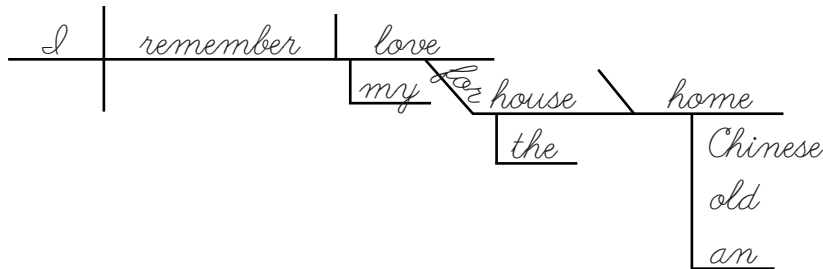 I remember love
my for house home
the Chinese
old
an